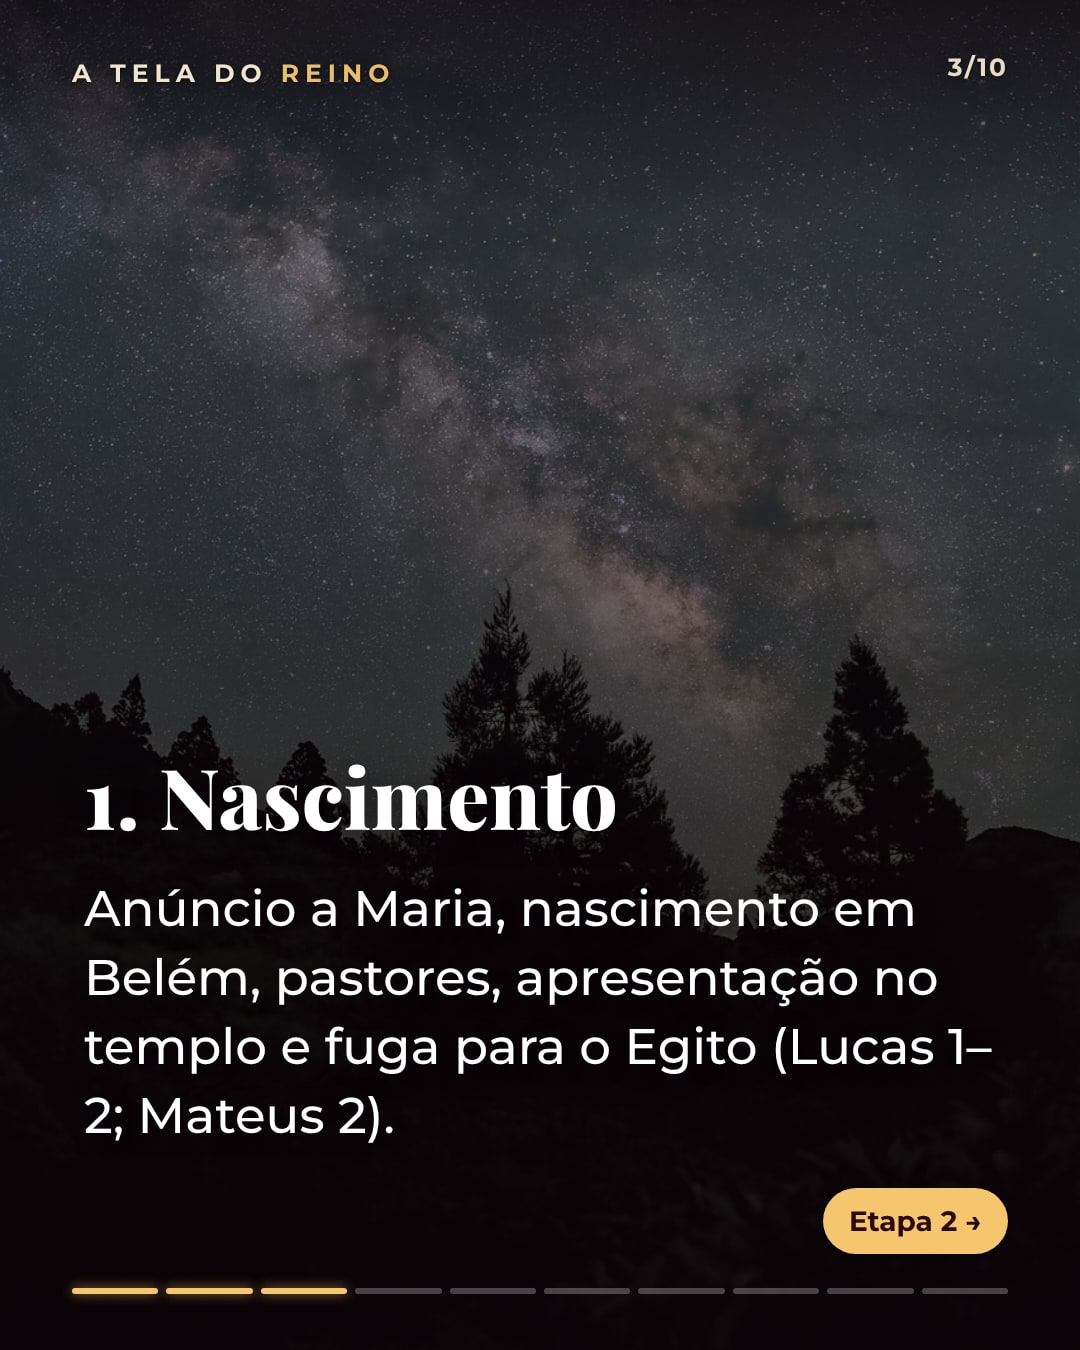 A TELA DO REINO
3/10
1. Nascimento
Anúncio a Maria, nascimento em
Belém, pastores, apresentação no
templo e fuga para o Egito (Lucas 1–
2; Mateus 2).
Etapa 2 →